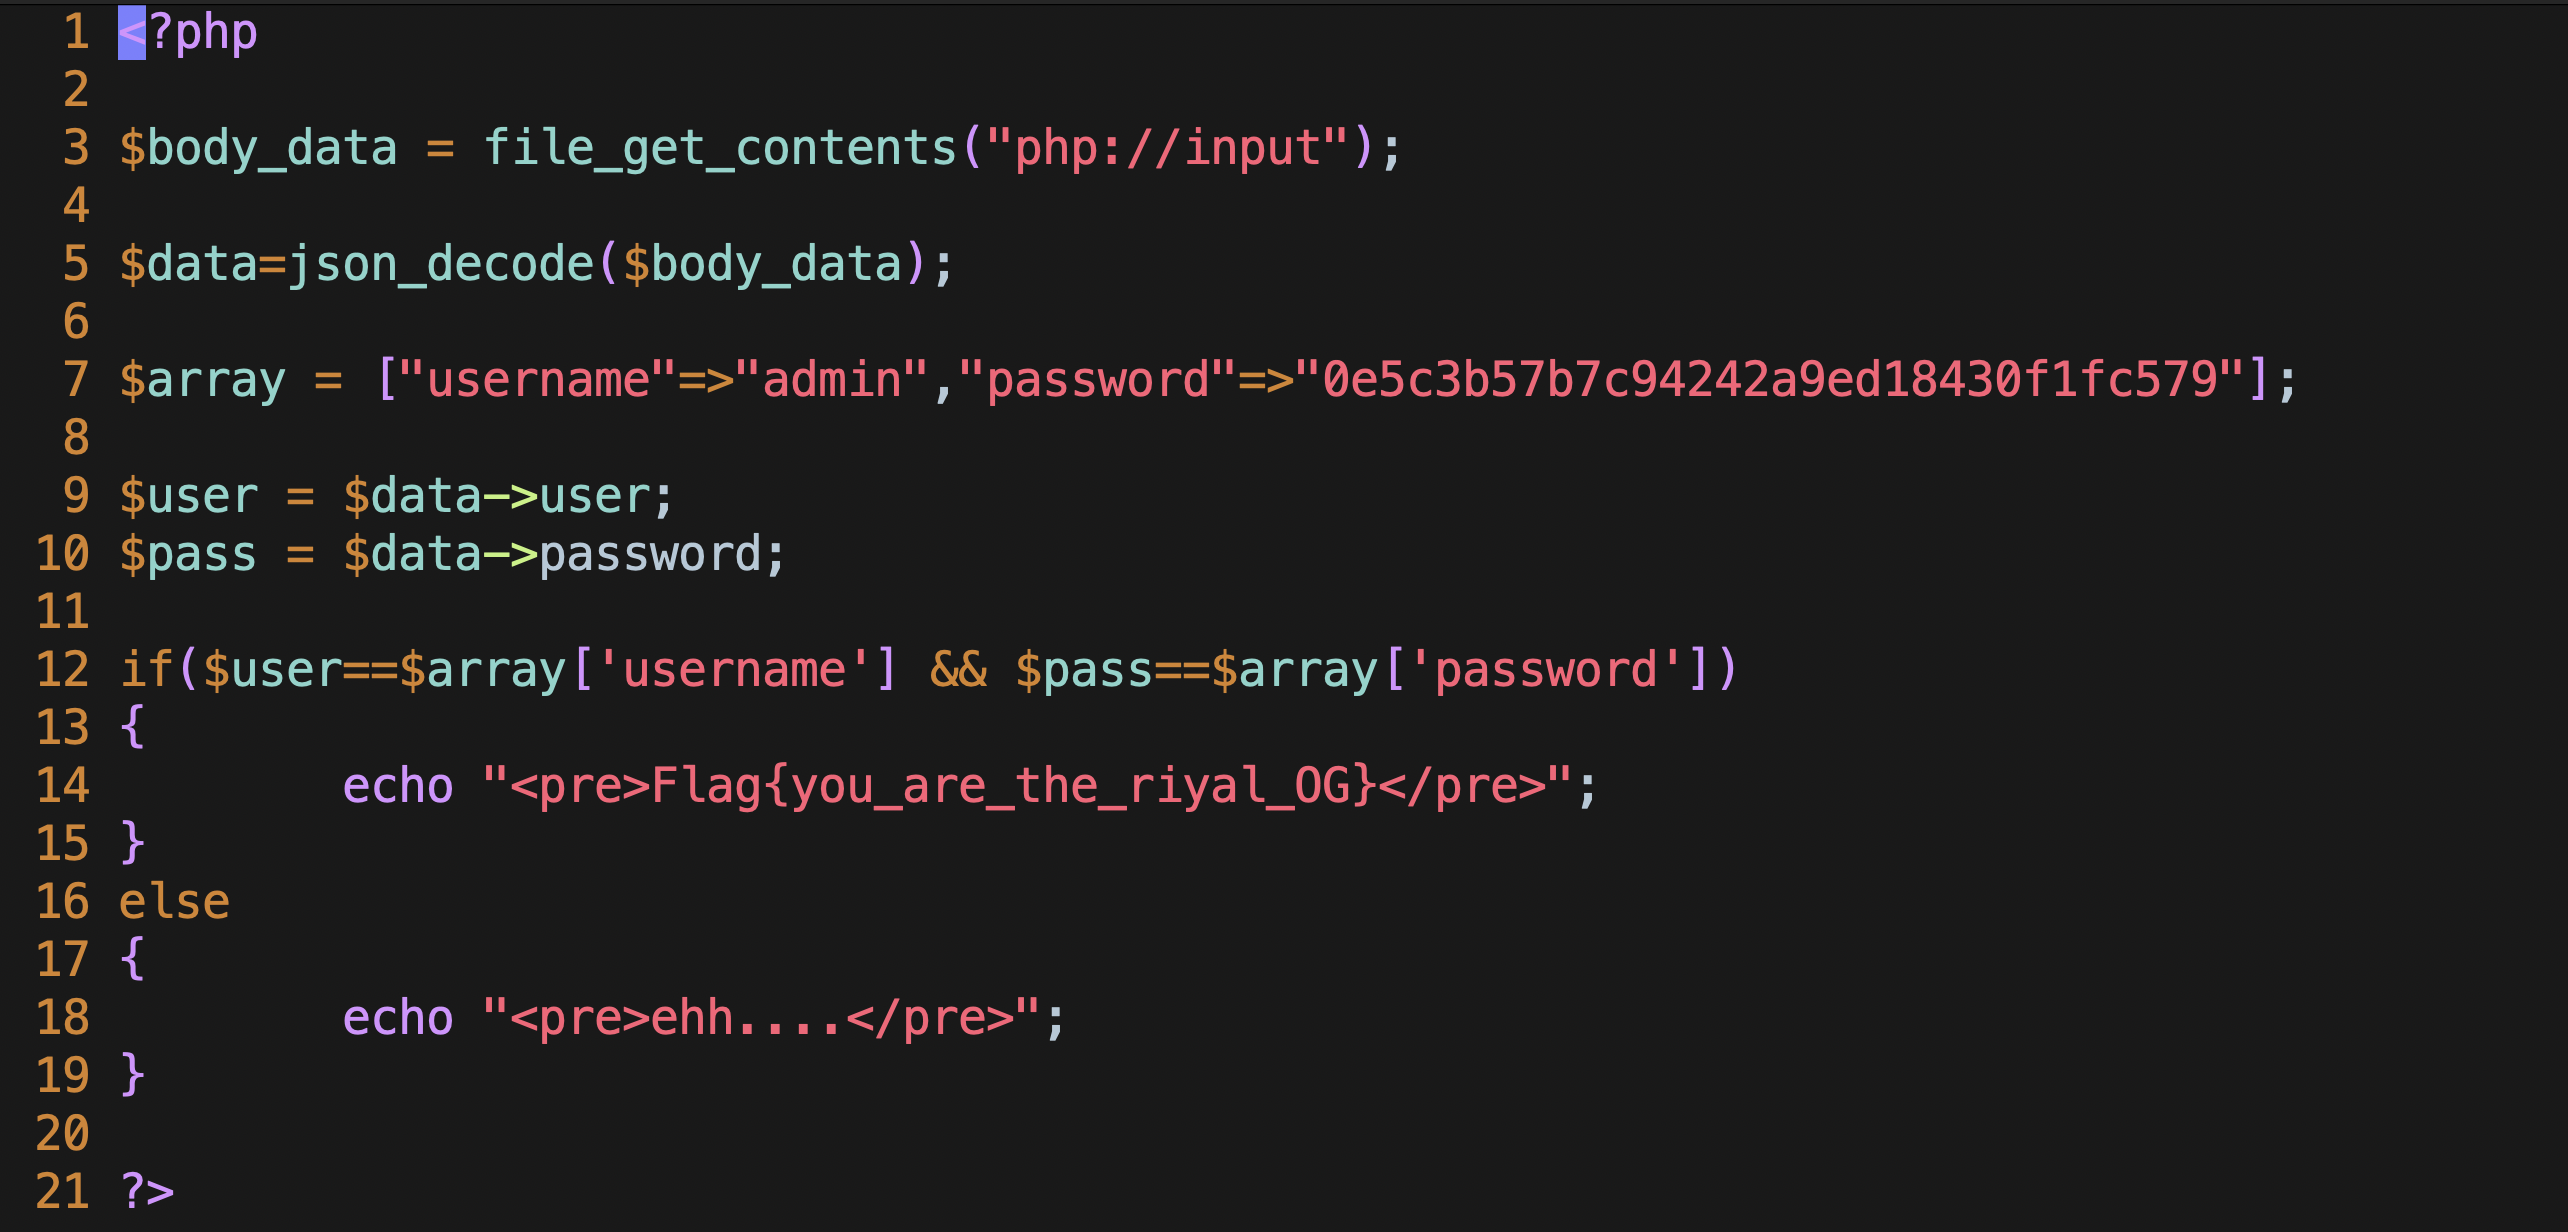 1 <?php
2
3 $body_data = file_get_contents("php://input");
4
5 $data=json_decode($body_data);
6
7 $array = ["username"=>"admin","password"=>"0e5c3b57b7c94242a9ed18430f1fc579"];
8
9 $user = $data->user;
10 $pass = $data->password;
11
12 if($user==$array['username'] && $pass==$array['password'])
13 {
14         echo "<pre>Flag{you_are_the_riyal_OG}</pre>";
15 }
16 else
17 {
18         echo "<pre>ehh....</pre>";
19 }
20
21 ?>